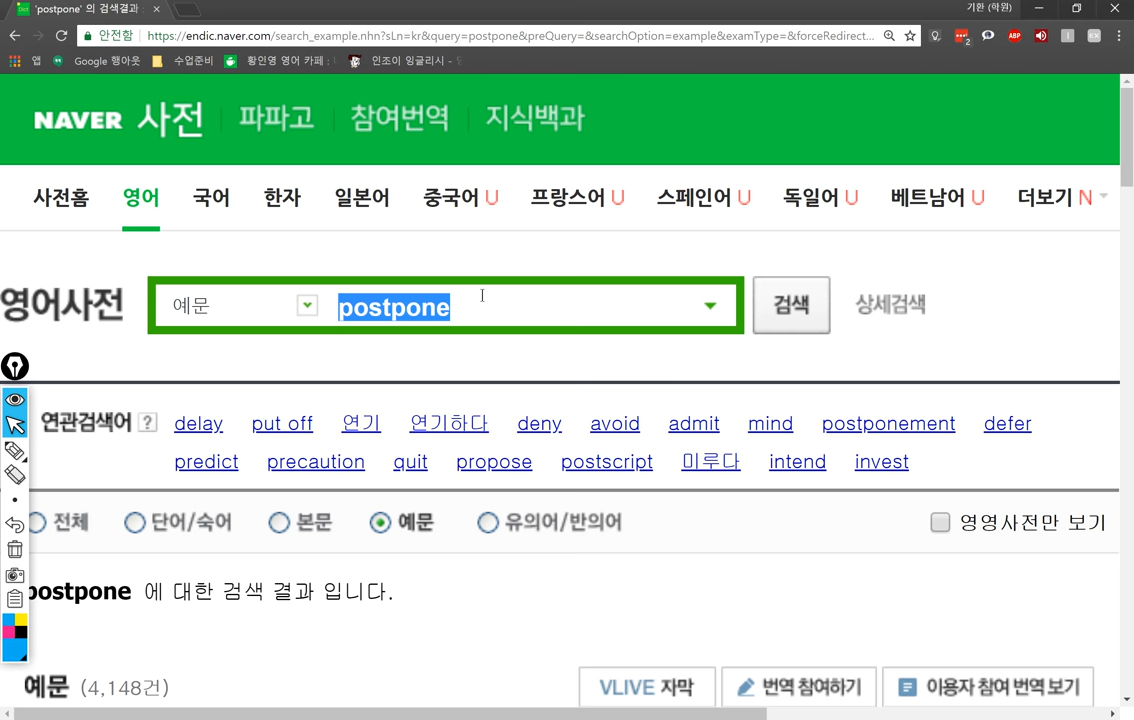 'postpone' 의 검색결과 :
기환 (학원)
안전함 https://endic.naver.com/search_example.nhn?sLn=kr&query=postpone&preQuery=&searchOption=example&examType=&forceRedirect...
ABP
2
앱 Google 행아웃 수업준비 황인영 영어 카페 : 인조이 잉글리시 -
NAVER 사전 파파고 참여번역 지식백과
사전홈 영어 국어 한자 일본어 중국어 U 프랑스어 U 스페인어 U 독일어 U 베트남어 U 더보기 N
영어사전 예문 postpone 검색 상세검색
연관검색어 ? delay put off 연기 연기하다 deny avoid admit mind postponement defer
predict precaution quit propose postscript 미루다 intend invest
전체 단어/숙어 본문 예문 유의어/반의어 영영사전만 보기
postpone 에 대한 검색 결과 입니다.
예문 (4,148건) VLIVE 자막 번역 참여하기 이용자 참여 번역 보기